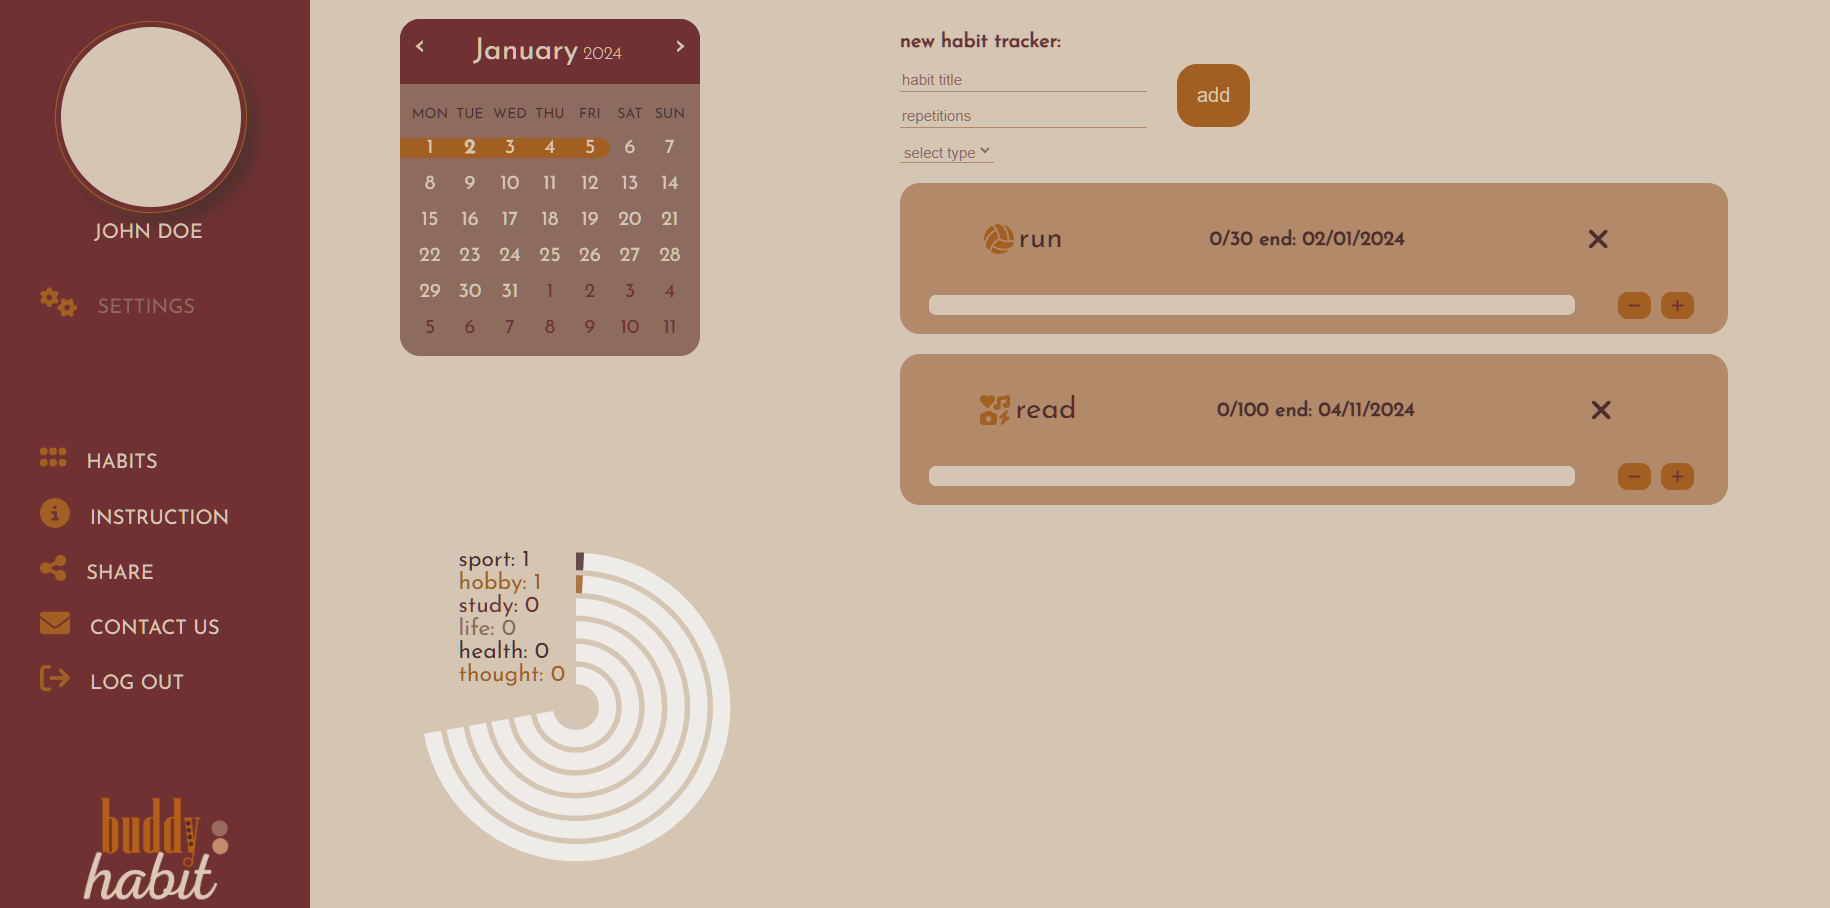 JOHN DOE
SETTINGS
HABITS
INSTRUCTION
SHARE
CONTACT US
LOG OUT
buddy
habit
January 2024
MON TUE WED THU FRI SAT SUN
1 2 3 4 5 6 7
8 9 10 11 12 13 14
15 16 17 18 19 20 21
22 23 24 25 26 27 28
29 30 31 1 2 3 4
5 6 7 8 9 10 11
sport: 1
hobby: 1
study: 0
life: 0
health: 0
thought: 0
new habit tracker:
habit title
repetitions
select type
add
run 0/30 end: 02/01/2024
read 0/100 end: 04/11/2024